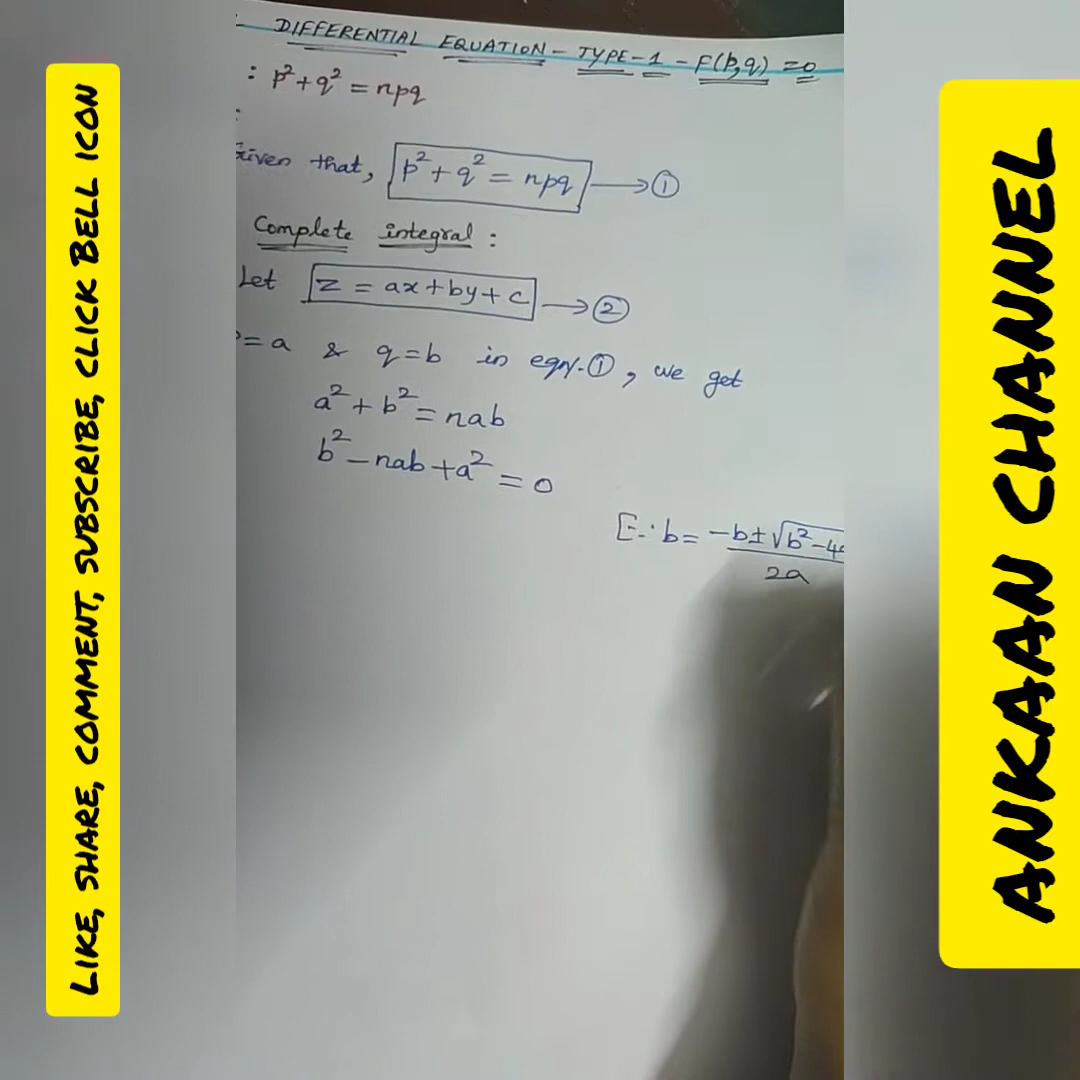 LIKE, SHARE, COMMENT, SUBSCRIBE, CLICK BELL ICON
DIFFERENTIAL EQUATION - TYPE-1 - F(p,q) = 0
: p² + q² = npq
:
Given that, p² + q² = npq → ①
Complete integral :
Let z = ax + by + c → ②
p = a & q = b in eqn. ①, we get
a² + b² = nab
b² - nab + a² = 0
[∵ b = -b ± √b² - 4a
2a
ANKAAN CHANNEL